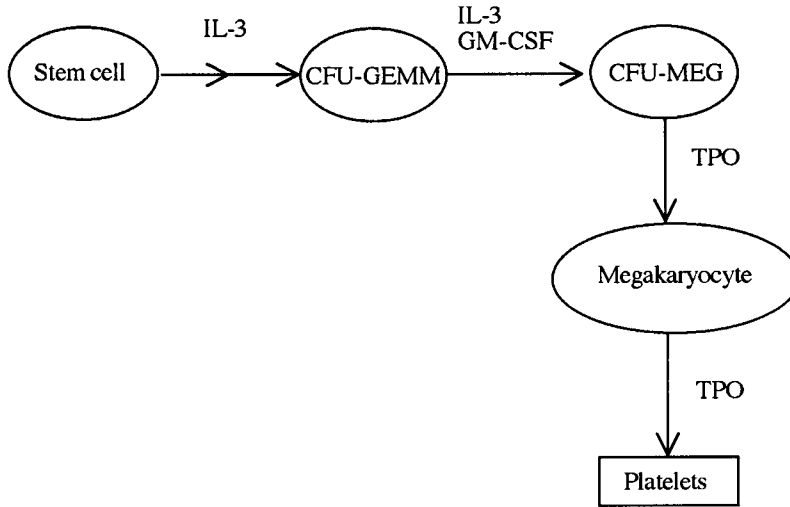 IL-3
IL-3
GM-CSF
Stem cell
CFU-GEMM
CFU-MEG
TPO
Megakaryocyte
TPO
Platelets